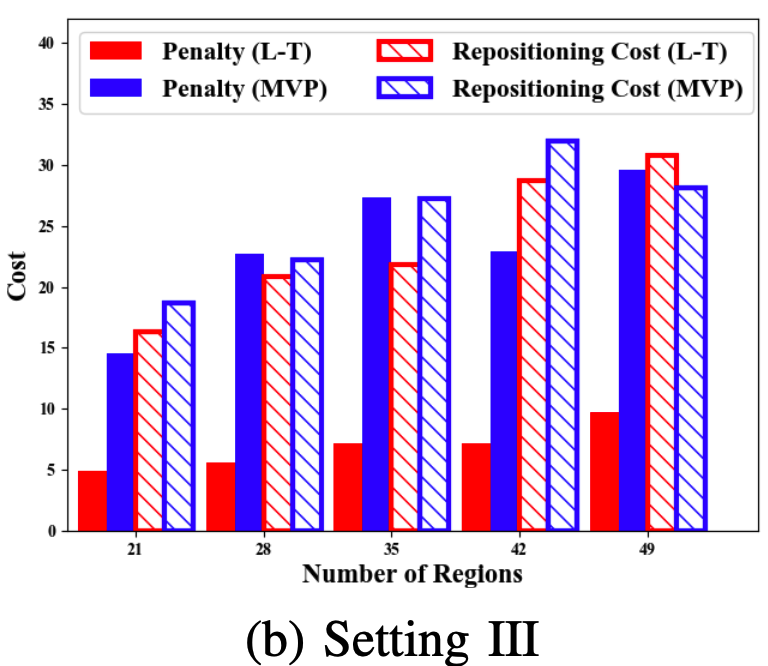 Penalty (L-T)
Repositioning Cost (L-T)
Penalty (MVP)
Repositioning Cost (MVP)
40
35
30
25
20
15
10
5
0
Cost
21 28 35 42 49
Number of Regions
(b) Setting III